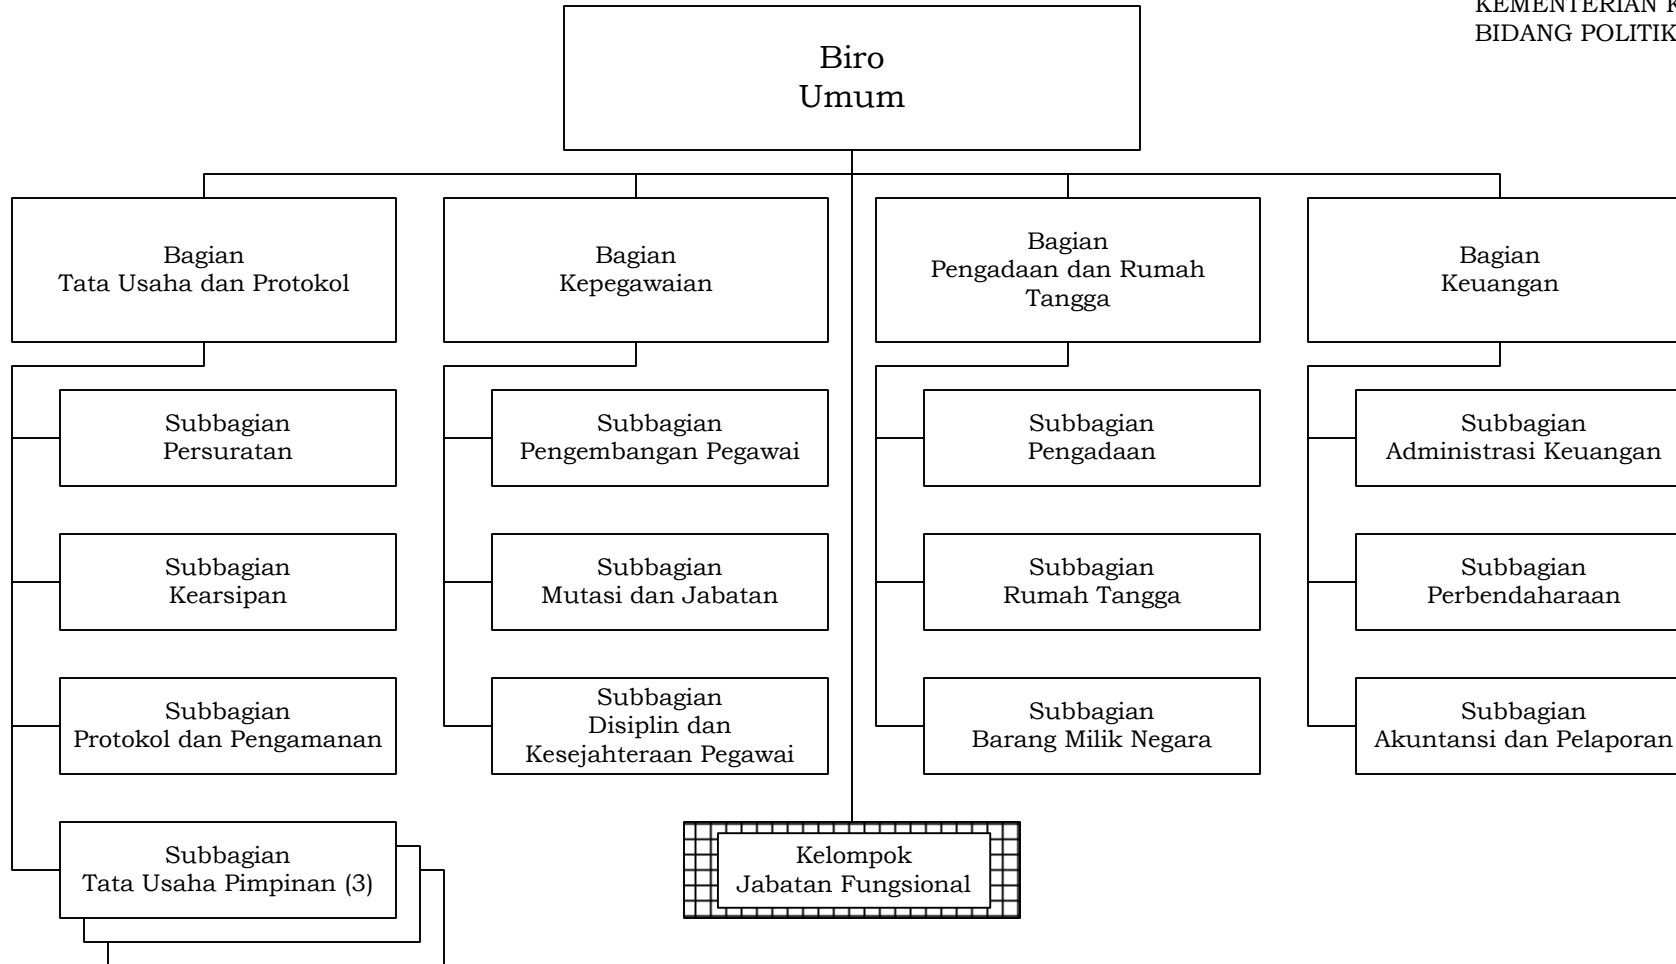 KEMENTERIAN
BIDANG POLITIK
Biro
Umum
Bagian
Tata Usaha dan Protokol
Bagian
Kepegawaian
Bagian
Pengadaan dan Rumah
Tangga
Bagian
Keuangan
Subbagian
Persuratan
Subbagian
Pengembangan Pegawai
Subbagian
Pengadaan
Subbagian
Administrasi Keuangan
Subbagian
Kearsipan
Subbagian
Mutasi dan Jabatan
Subbagian
Rumah Tangga
Subbagian
Perbendaharaan
Subbagian
Protokol dan Pengamanan
Subbagian
Disiplin dan
Kesejahteraan Pegawai
Subbagian
Barang Milik Negara
Subbagian
Akuntansi dan Pelaporan
Subbagian
Tata Usaha Pimpinan (3)
Kelompok
Jabatan Fungsional